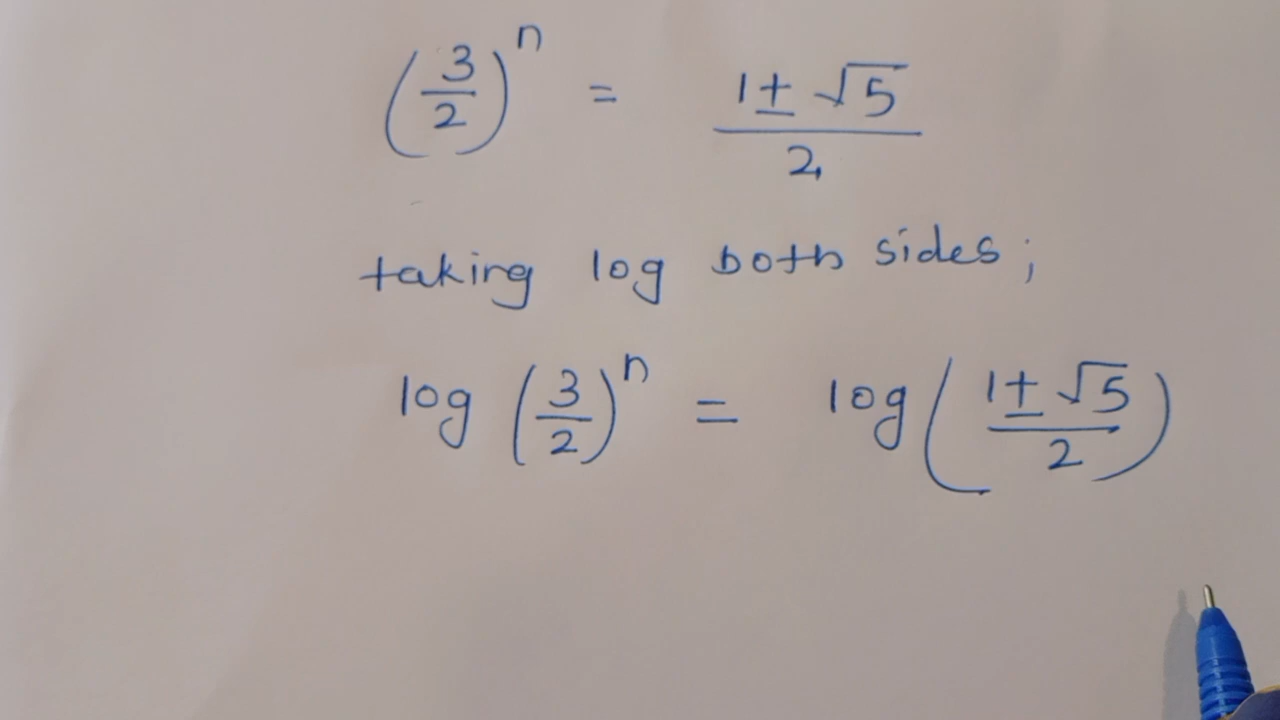 (3/2)^n = (1 ± √5)/2
taking log both sides;
log (3/2)^n = log ((1 ± √5)/2)